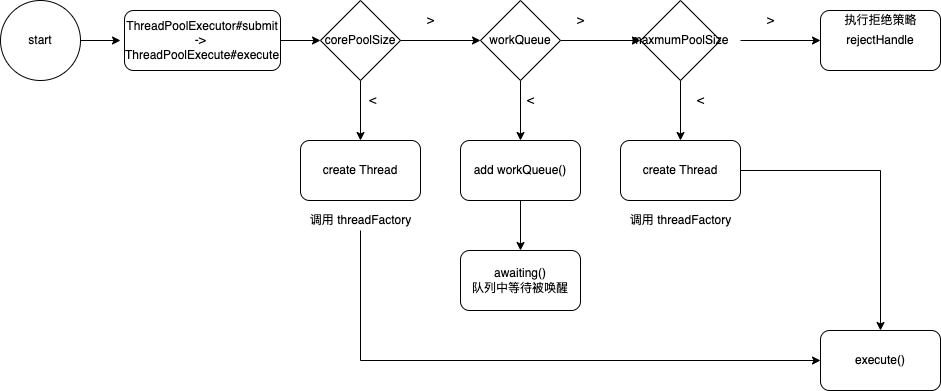 start
ThreadPoolExecutor#submit
->
ThreadPoolExecute#execute
corePoolSize
>
workQueue
>
maxmumPoolSize
>
执行拒绝策略
rejectHandle
<
<
<
create Thread
add workQueue()
create Thread
调用 threadFactory
调用 threadFactory
awaiting()
队列中等待被唤醒
execute()